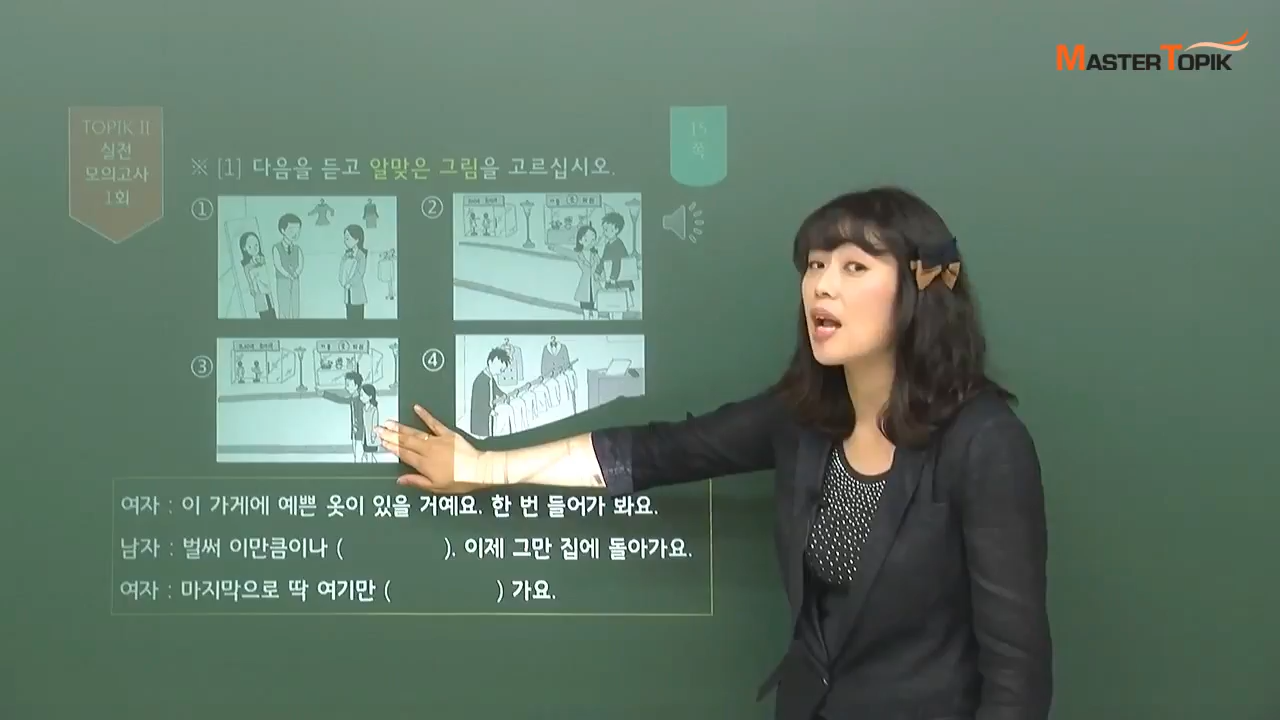 MASTER TOPIK
TOPIK II
실전
모의고사
1회
15
쪽
※ [1] 다음을 듣고 알맞은 그림을 고르십시오.
①
②
③
④
여자 : 이 가게에 예쁜 옷이 있을 거예요. 한 번 들어가 봐요.
남자 : 벌써 이만큼이나 ( ). 이제 그만 집에 돌아가요.
여자 : 마지막으로 딱 여기만 ( ) 가요.